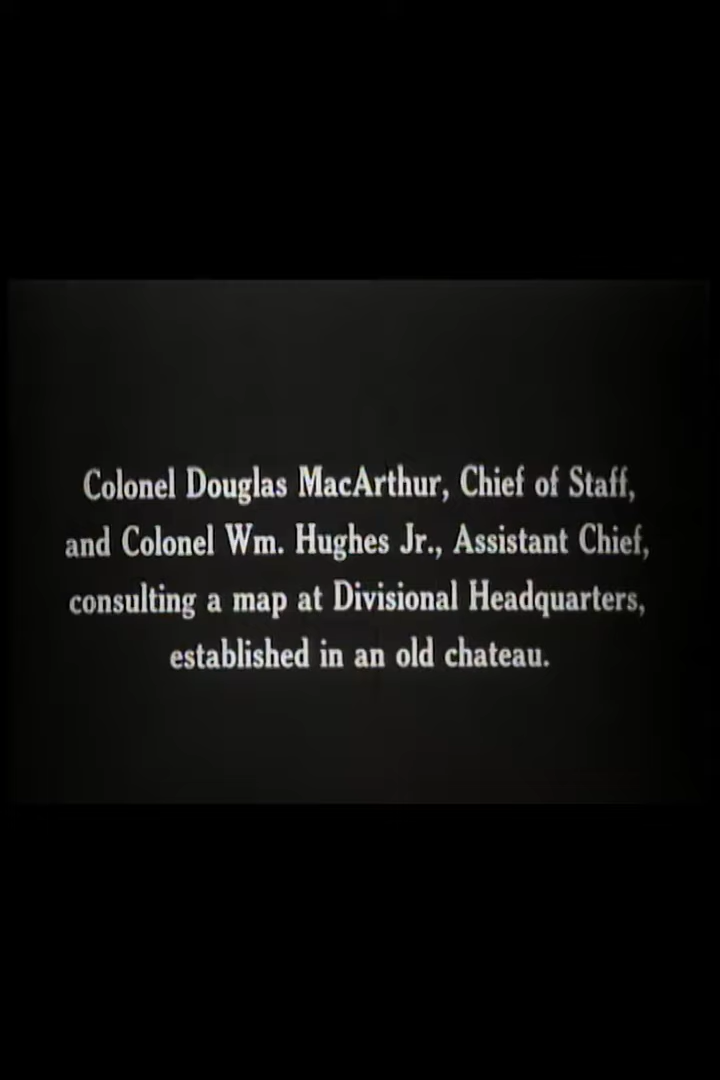 Colonel Douglas MacArthur, Chief of Staff,
and Colonel Wm. Hughes Jr., Assistant Chief,
consulting a map at Divisional Headquarters,
established in an old chateau.